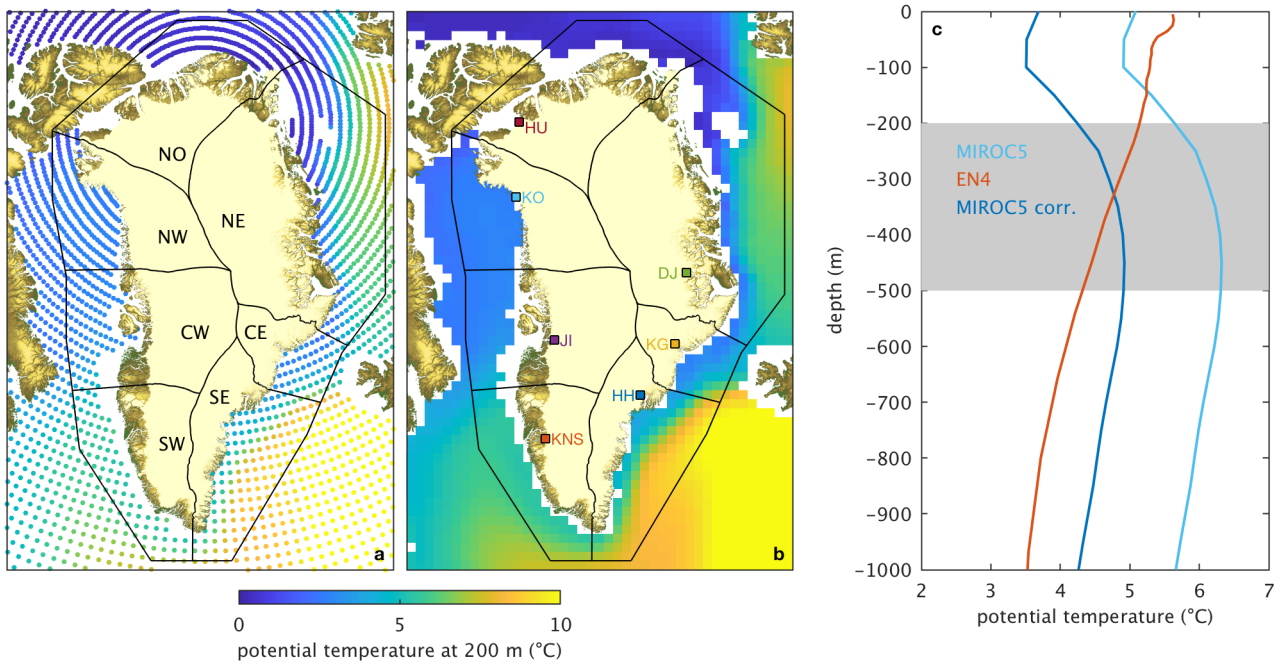 NO
NE
NW
CW
CE
SE
SW
a
HU
KO
DJ
JI
KG
HH
KNS
b
0
5
10
potential temperature at 200 m (°C)
c
0
-100
-200
-300
-400
-500
-600
-700
-800
-900
-1000
depth (m)
MIROC5
EN4
MIROC5 corr.
2
3
4
5
6
7
potential temperature (°C)